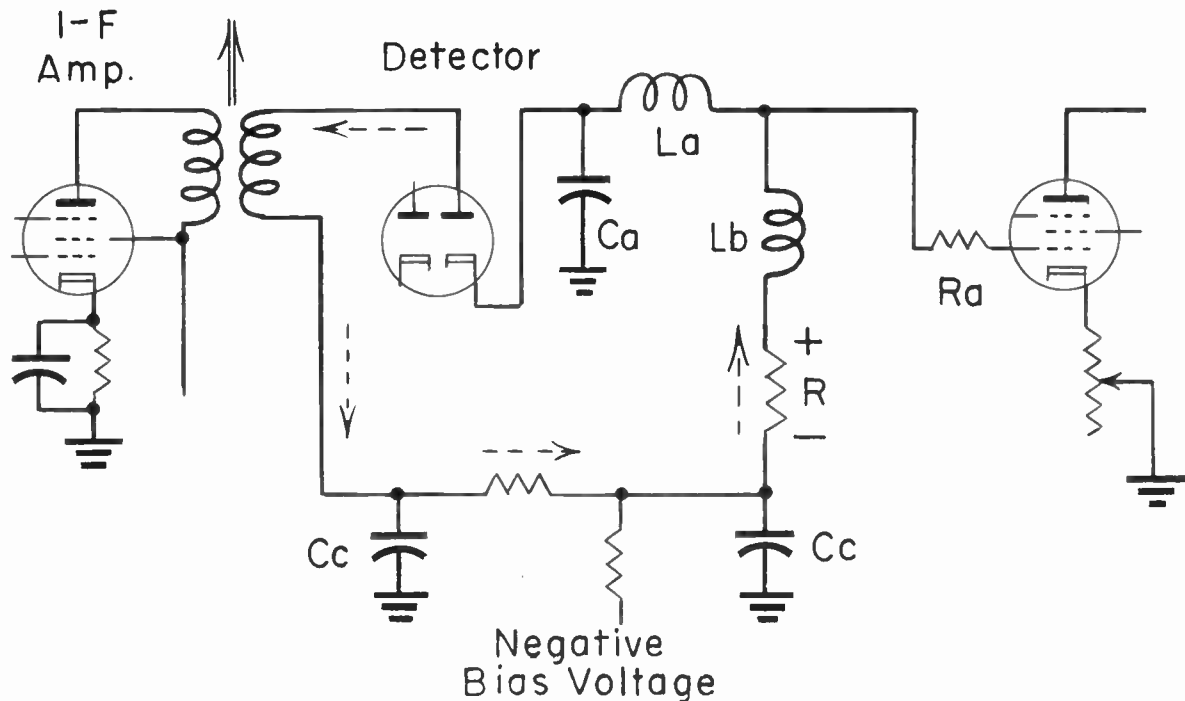 I-F
Amp.
Detector
La
Ca
Lb
Ra
+
R
−
Cc
Cc
Negative
Bias Voltage